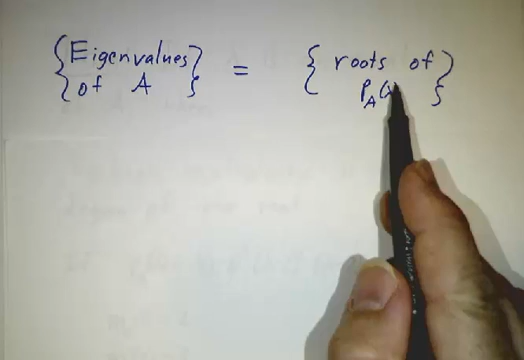 {Eigenvalues of A} = {roots of P_A(